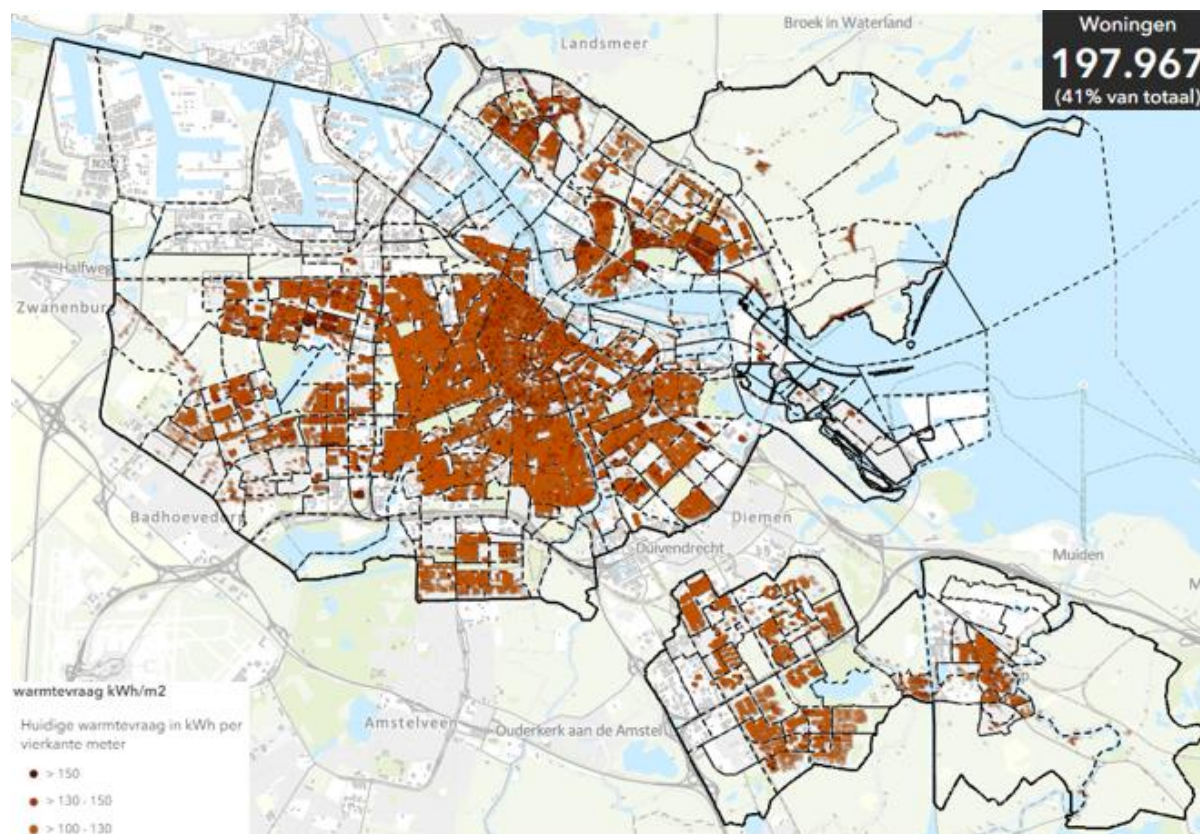 Broek in Waterland
Landsmeer
Woningen
197.967
(41% van totaal)
Halfweg
Zwanenburg
Badhoevedorp
Diemen
Duivendrecht
Muiden
Amstelveen
Ouderkerk aan de Amstel
warmtevraag kWh/m2
Huidige warmtevraag in kWh per
vierkante meter
> 150
> 130 - 150
> 100 - 130